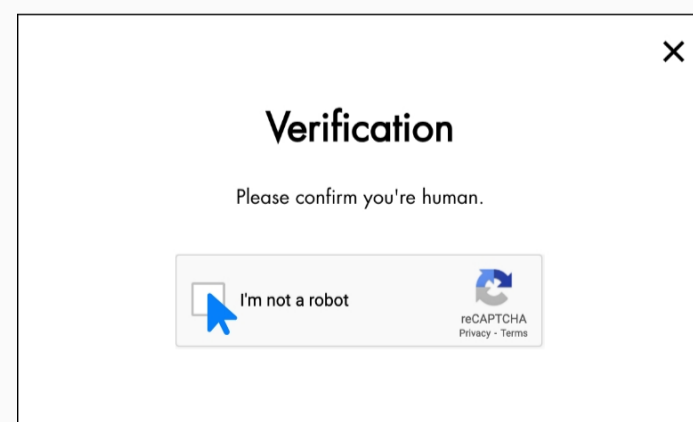 Verification
Please confirm you're human.
I'm not a robot
reCAPTCHA
Privacy - Terms